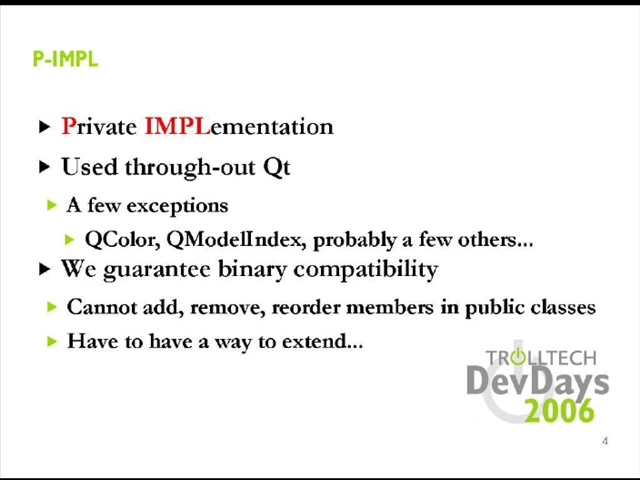 P-IMPL
Private IMPLementation
Used through-out Qt
A few exceptions
QColor, QModelIndex, probably a few others...
We guarantee binary compatibility
Cannot add, remove, reorder members in public classes
Have to have a way to extend...
TROLLTECH
DevDays
2006
4